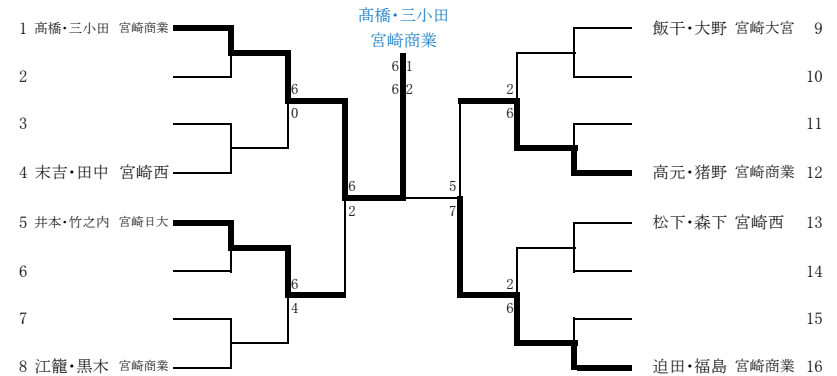 髙橋・三小田
宮崎商業
1 髙橋・三小田 宮崎商業
2
3
4 末吉・田中 宮崎西
5 井本・竹之内 宮崎日大
6
7
8 江籠・黒木 宮崎商業
6 1
6 2
6
0
6
2
6
4
2
6
5
7
2
6
飯干・大野 宮崎大宮 9
10
11
高元・猪野 宮崎商業 12
松下・森下 宮崎西 13
14
15
迫田・福島 宮崎商業 16